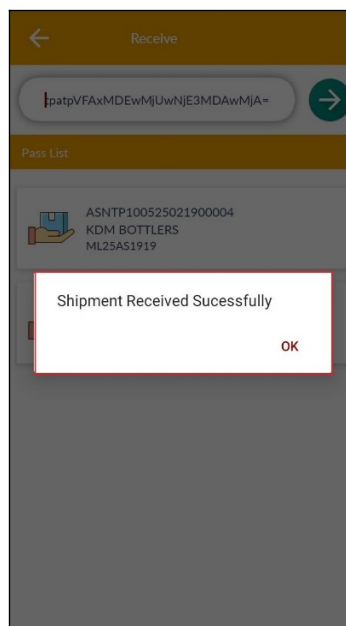 Receive
tpatpVFAxMDEwMjUwNjE3MDAwMjA=
Pass List
ASNTP100525021900004
KDM BOTTLERS
ML25AS1919
Shipment Received Sucessfully
OK